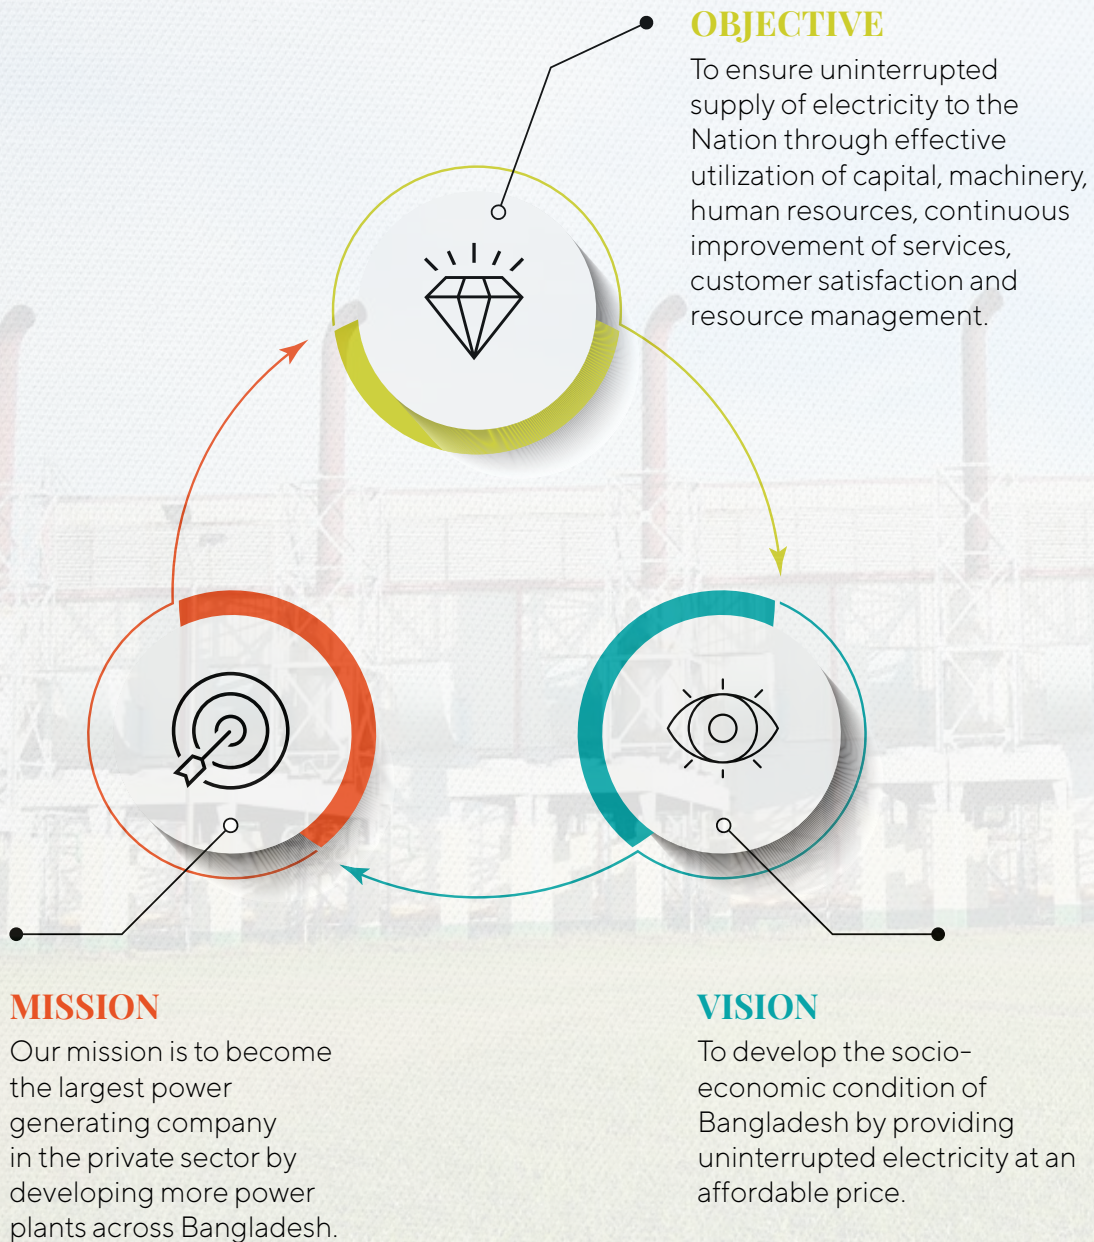 OBJECTIVE
To ensure uninterrupted
supply of electricity to the
Nation through effective
utilization of capital, machinery,
human resources, continuous
improvement of services,
customer satisfaction and
resource management.
MISSION
Our mission is to become
the largest power
generating company
in the private sector by
developing more power
plants across Bangladesh.
VISION
To develop the socio-
economic condition of
Bangladesh by providing
uninterrupted electricity at an
affordable price.